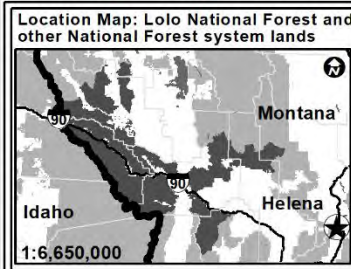 Location Map: Lolo National Forest and
other National Forest system lands
N
Montana
90
90
Idaho
Helena
1:6,650,000